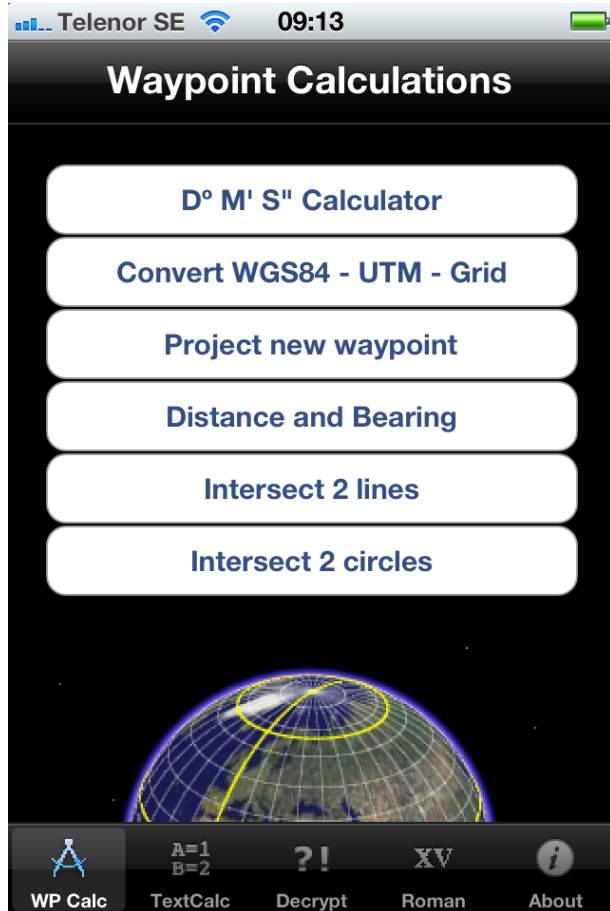 Telenor SE 09:13
Waypoint Calculations
Dº M' S" Calculator
Convert WGS84 - UTM - Grid
Project new waypoint
Distance and Bearing
Intersect 2 lines
Intersect 2 circles
A=1
B=2
?!
XV
i
WP Calc TextCalc Decrypt Roman About